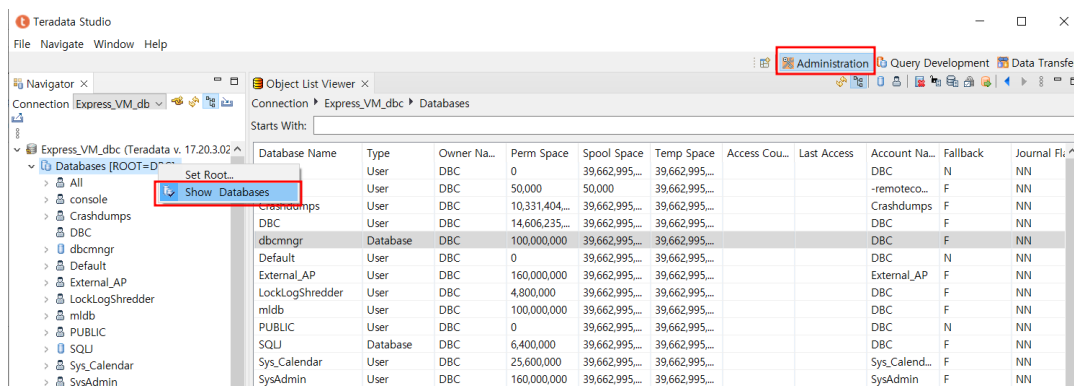 Teradata Studio
File Navigate Window Help
Administration Query Development Data Transfe
Navigator
Connection Express_VM_db
Express_VM_dbc (Teradata v. 17.20.3.02
Databases [ROOT=DBC]
All
console
Crashdumps
DBC
dbcmngr
Default
External_AP
LockLogShredder
mldb
PUBLIC
SQLJ
Sys_Calendar
SysAdmin
Set Root...
Show Databases
Object List Viewer
Connection Express_VM_dbc Databases
Starts With:
Database Name Type Owner Na... Perm Space Spool Space Temp Space Access Cou... Last Access Account Na... Fallback Journal Fla
User DBC 0 39,662,995,... 39,662,995,... DBC N NN
User DBC 50,000 50,000 39,662,995,... -remoteco... F NN
Crashdumps User DBC 10,331,404,... 39,662,995,... 39,662,995,... Crashdumps F NN
DBC User DBC 14,606,235,... 39,662,995,... 39,662,995,... DBC F NN
dbcmngr Database DBC 100,000,000 39,662,995,... 39,662,995,... DBC F NN
Default User DBC 0 39,662,995,... 39,662,995,... DBC N NN
External_AP User DBC 160,000,000 39,662,995,... 39,662,995,... External_AP F NN
LockLogShredder User DBC 4,800,000 39,662,995,... 39,662,995,... DBC F NN
mldb User DBC 100,000,000 39,662,995,... 39,662,995,... DBC F NN
PUBLIC User DBC 0 39,662,995,... 39,662,995,... DBC N NN
SQLJ Database DBC 6,400,000 39,662,995,... 39,662,995,... DBC F NN
Sys_Calendar User DBC 25,600,000 39,662,995,... 39,662,995,... Sys_Calend... F NN
SysAdmin User DBC 160,000,000 39,662,995,... 39,662,995,... SysAdmin F NN